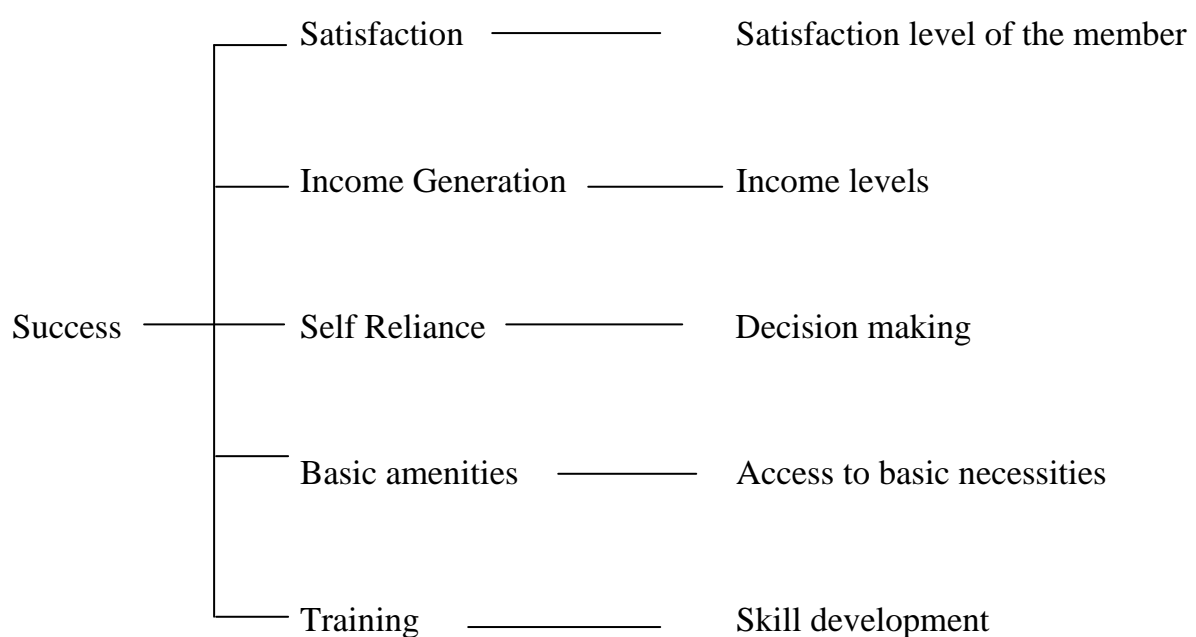 Satisfaction Satisfaction level of the member
Income Generation Income levels
Success Self Reliance Decision making
Basic amenities Access to basic necessities
Training Skill development